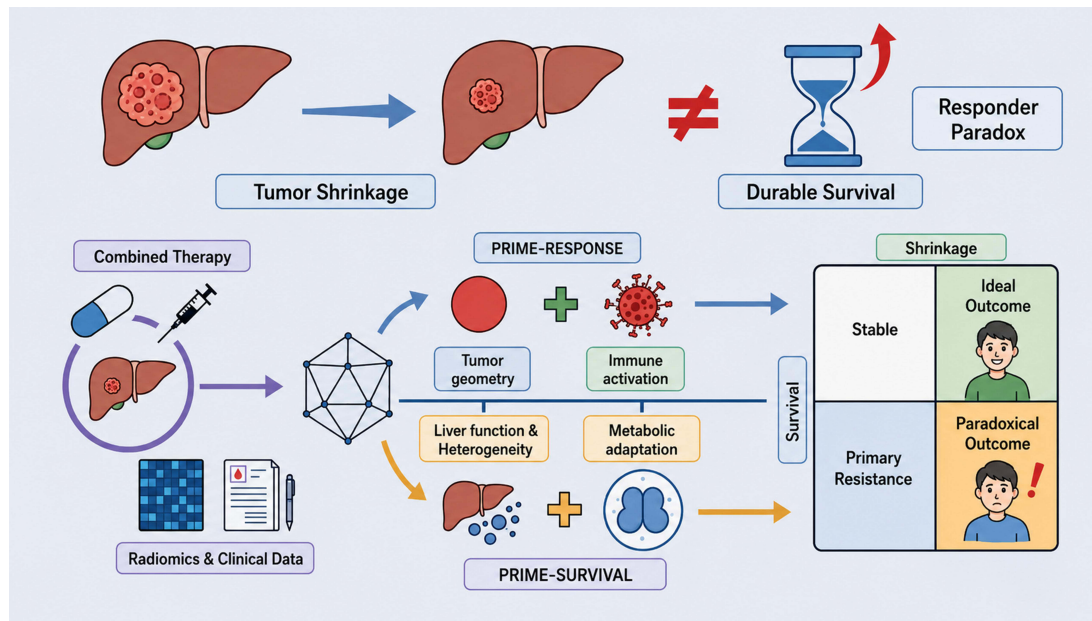 Tumor Shrinkage
≠
Durable Survival
Responder
Paradox
Combined Therapy
Radiomics & Clinical Data
PRIME-RESPONSE
Tumor
geometry
Immune
activation
Liver function &
Heterogeneity
Metabolic
adaptation
PRIME-SURVIVAL
Shrinkage
Survival
Stable
Ideal
Outcome
Primary
Resistance
Paradoxical
Outcome
!